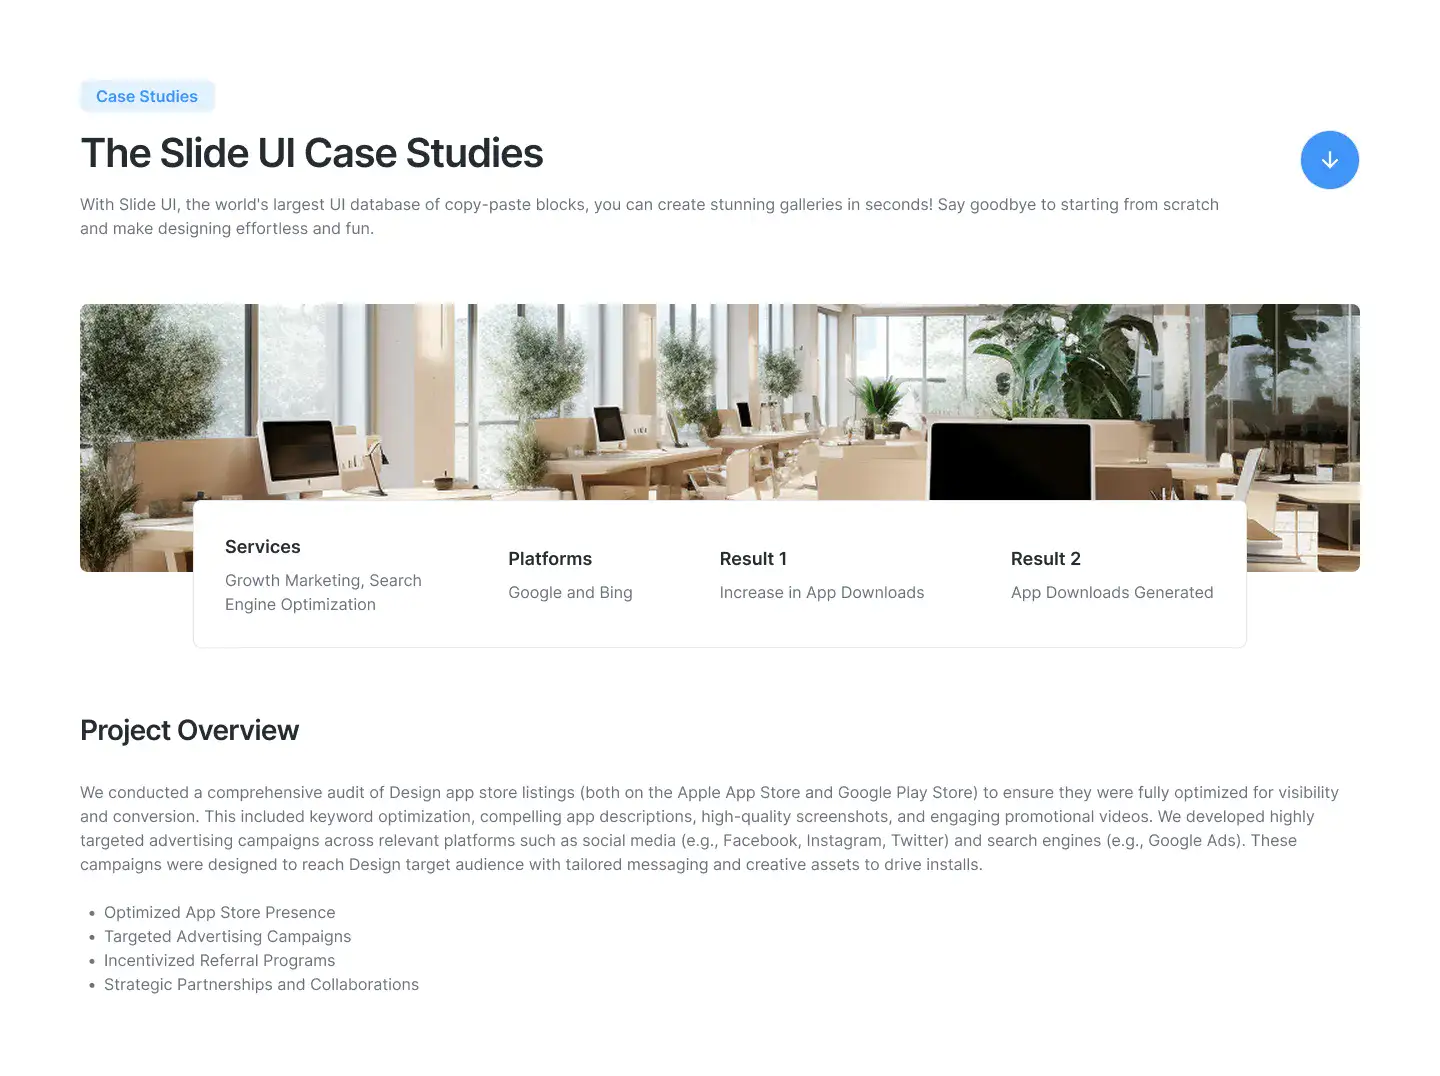 Case Studies
The Slide UI Case Studies
With Slide UI, the world's largest UI database of copy-paste blocks, you can create stunning galleries in seconds! Say goodbye to starting from scratch
and make designing effortless and fun.
Services
Growth Marketing, Search
Engine Optimization
Platforms
Google and Bing
Result 1
Increase in App Downloads
Result 2
App Downloads Generated
Project Overview
We conducted a comprehensive audit of Design app store listings (both on the Apple App Store and Google Play Store) to ensure they were fully optimized for visibility
and conversion. This included keyword optimization, compelling app descriptions, high-quality screenshots, and engaging promotional videos. We developed highly
targeted advertising campaigns across relevant platforms such as social media (e.g., Facebook, Instagram, Twitter) and search engines (e.g., Google Ads). These
campaigns were designed to reach Design target audience with tailored messaging and creative assets to drive installs.
• Optimized App Store Presence
• Targeted Advertising Campaigns
• Incentivized Referral Programs
• Strategic Partnerships and Collaborations